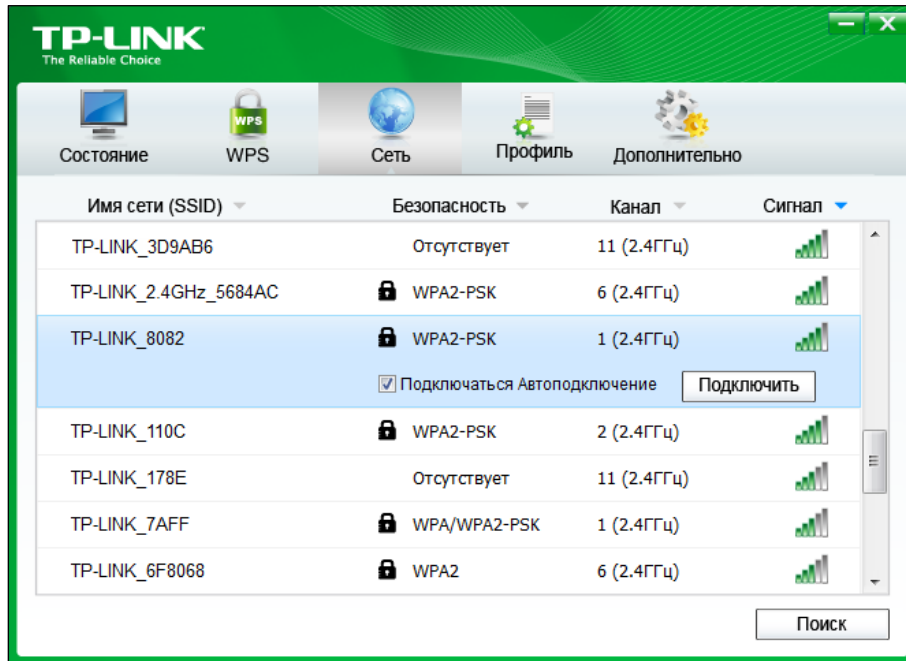 TP-LINK
The Reliable Choice
WPS
Состояние WPS Сеть Профиль Дополнительно
Имя сети (SSID) Безопасность Канал Сигнал
TP-LINK_3D9AB6 Отсутствует 11 (2.4ГГц)
TP-LINK_2.4GHz_5684AC WPA2-PSK 6 (2.4ГГц)
TP-LINK_8082 WPA2-PSK 1 (2.4ГГц)
Подключаться Автоподключение Подключить
TP-LINK_110C WPA2-PSK 2 (2.4ГГц)
TP-LINK_178E Отсутствует 11 (2.4ГГц)
TP-LINK_7AFF WPA/WPA2-PSK 1 (2.4ГГц)
TP-LINK_6F8068 WPA2 6 (2.4ГГц)
Поиск